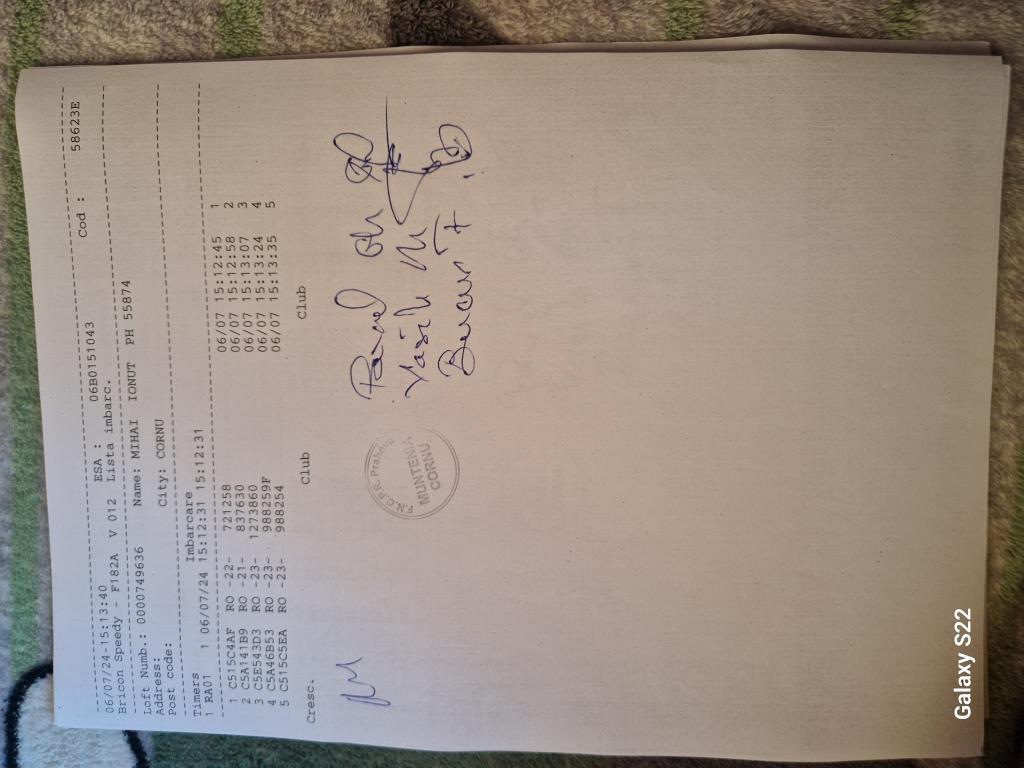 06/07/24-15:13:40 ESA : 06B0151043 Cod : 58623E
Bricon Speedy - F182A V 012 Lista imbarc.
Loft Numb.: 0000749636 Name: MIHAI IONUT PH 55874
Address:
Post code: City: CORNU
Timers Imbarcare
1 RA01 1 06/07/24 15:12:31 15:12:31
1 C515C4AF RO -22- 721258 06/07 15:12:45 1
2 C5A141B9 RO -21- 837630 06/07 15:12:58 2
3 C5E543D3 RO -23- 1273860 06/07 15:13:07 3
4 C5A46B53 RO -23- 988259F 06/07 15:13:24 4
5 C515C5EA RO -23- 988254 06/07 15:13:35 5
Cresc. Club Club
F.N.C.P.R. Prahova
MUNTENIA
CORNU
Galaxy S22